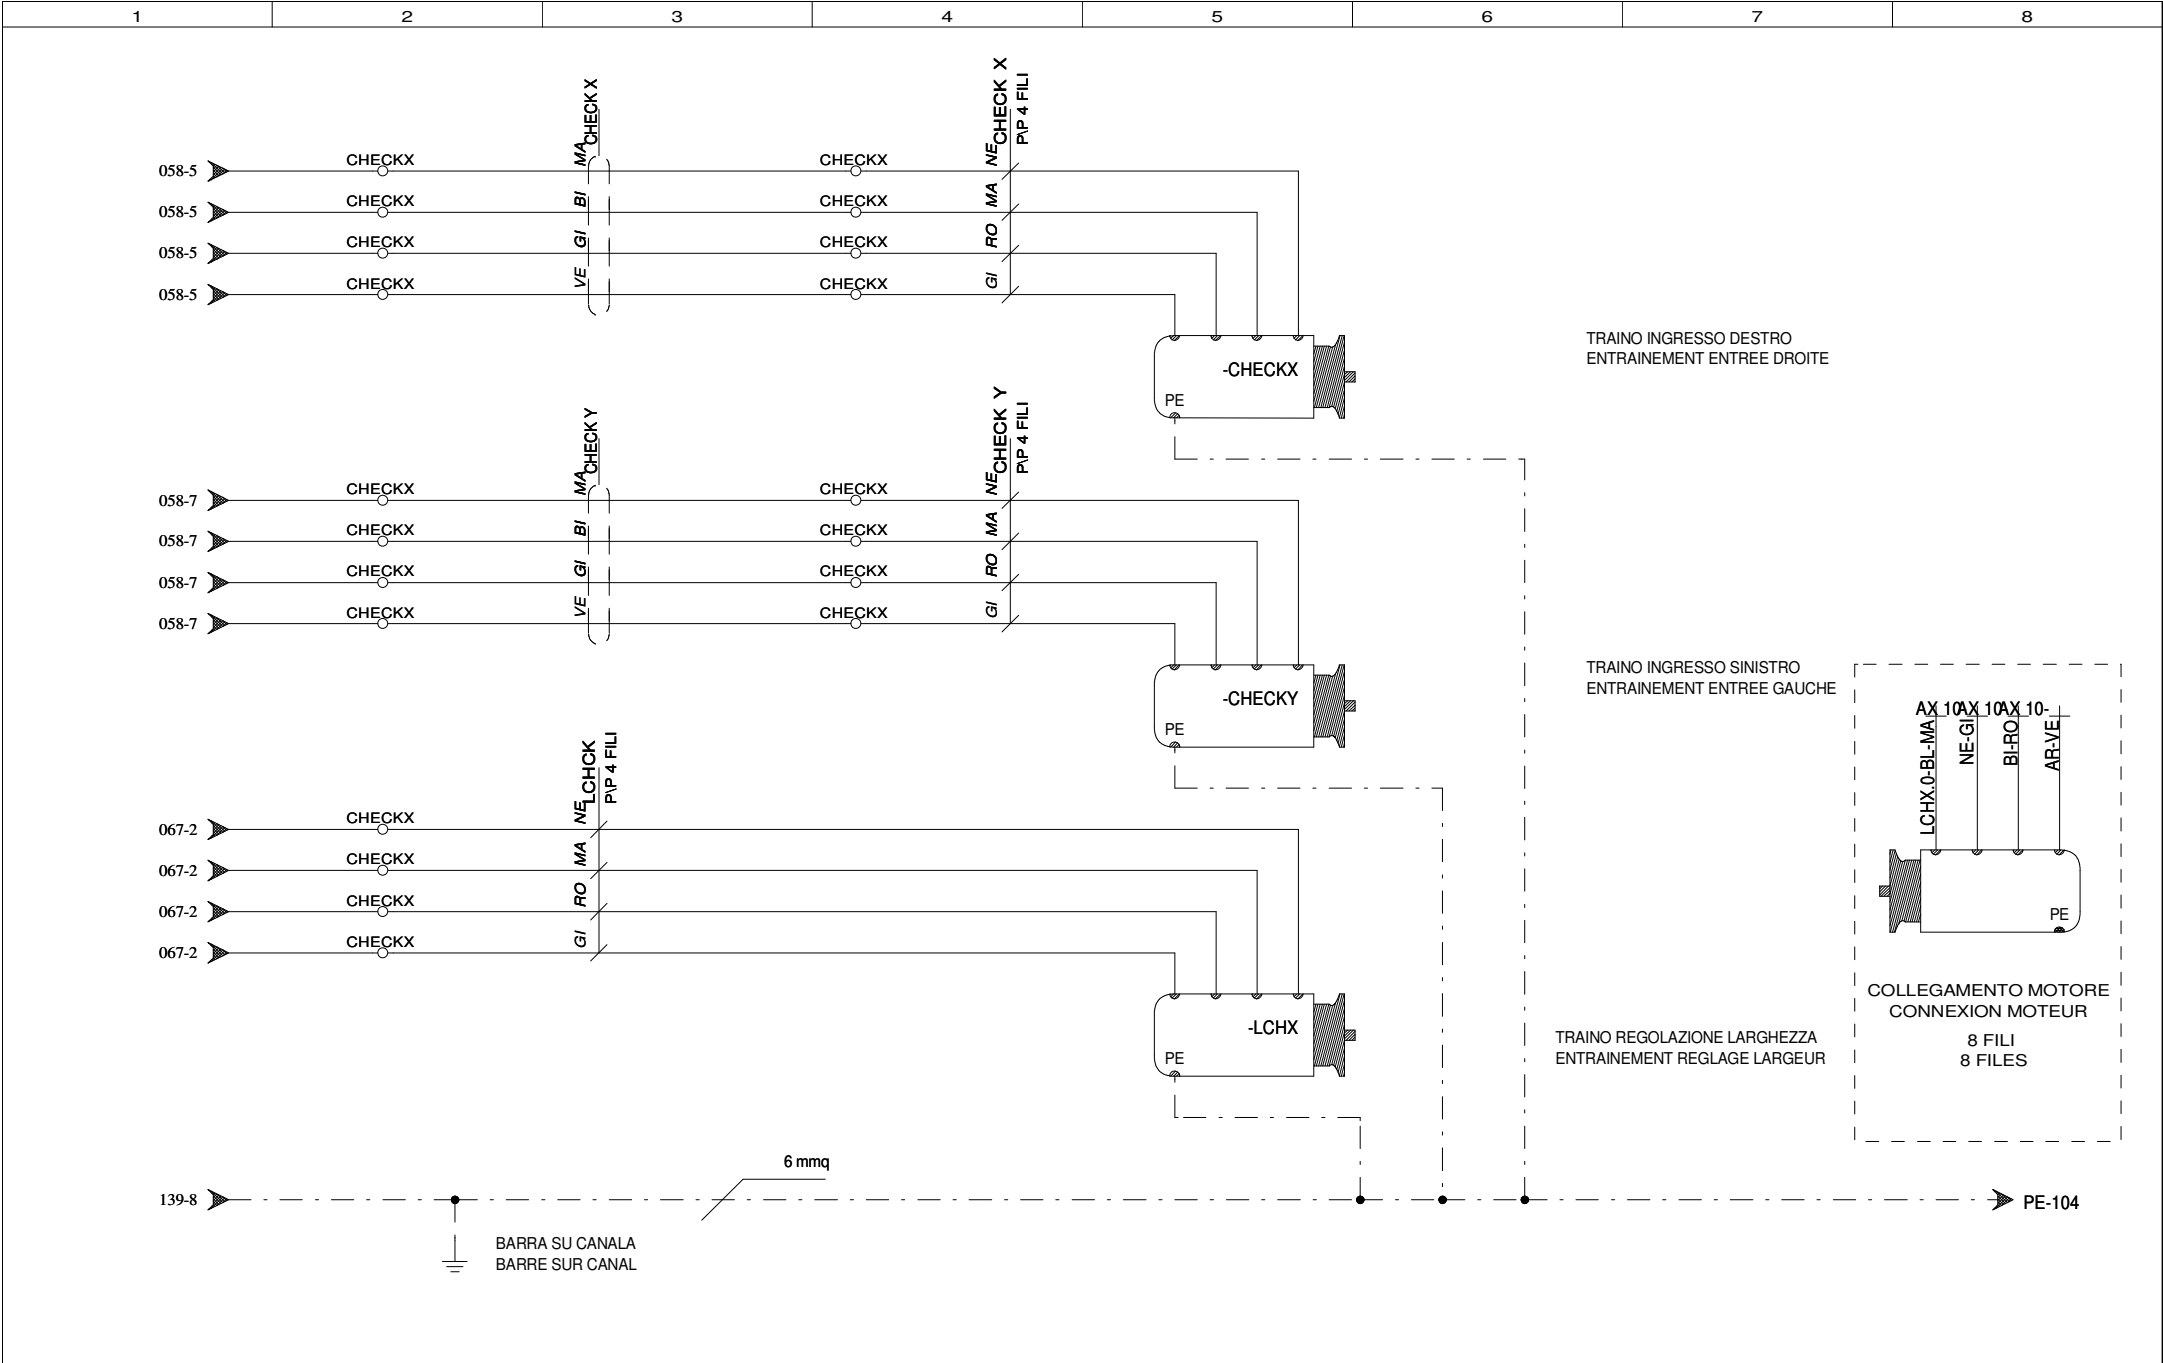 1 2 3 4 5 6 7 8
CHECK X
CHECK X
P\P 4 FILI
058-5 CHECKX MA CHECKX NE
058-5 CHECKX BI CHECKX MA
058-5 CHECKX GI CHECKX RO
058-5 CHECKX VE CHECKX GI
-CHECKX
PE
TRAINO INGRESSO DESTRO
ENTRAINEMENT ENTREE DROITE
CHECK Y
CHECK Y
P\P 4 FILI
058-7 CHECKX MA CHECKX NE
058-7 CHECKX BI CHECKX MA
058-7 CHECKX GI CHECKX RO
058-7 CHECKX VE CHECKX GI
-CHECKY
PE
TRAINO INGRESSO SINISTRO
ENTRAINEMENT ENTREE GAUCHE
LCHCK
P\P 4 FILI
067-2 CHECKX NE
067-2 CHECKX MA
067-2 CHECKX RO
067-2 CHECKX GI
-LCHX
PE
TRAINO REGOLAZIONE LARGHEZZA
ENTRAINEMENT REGLAGE LARGEUR
AX 10 AX 10 AX 10-
LCHX.0-BL-MA
NE-GI
BI-RO
AR-VE
PE
COLLEGAMENTO MOTORE
CONNEXION MOTEUR
8 FILI
8 FILES
139-8 6 mmq PE-104
BARRA SU CANALA
BARRE SUR CANAL